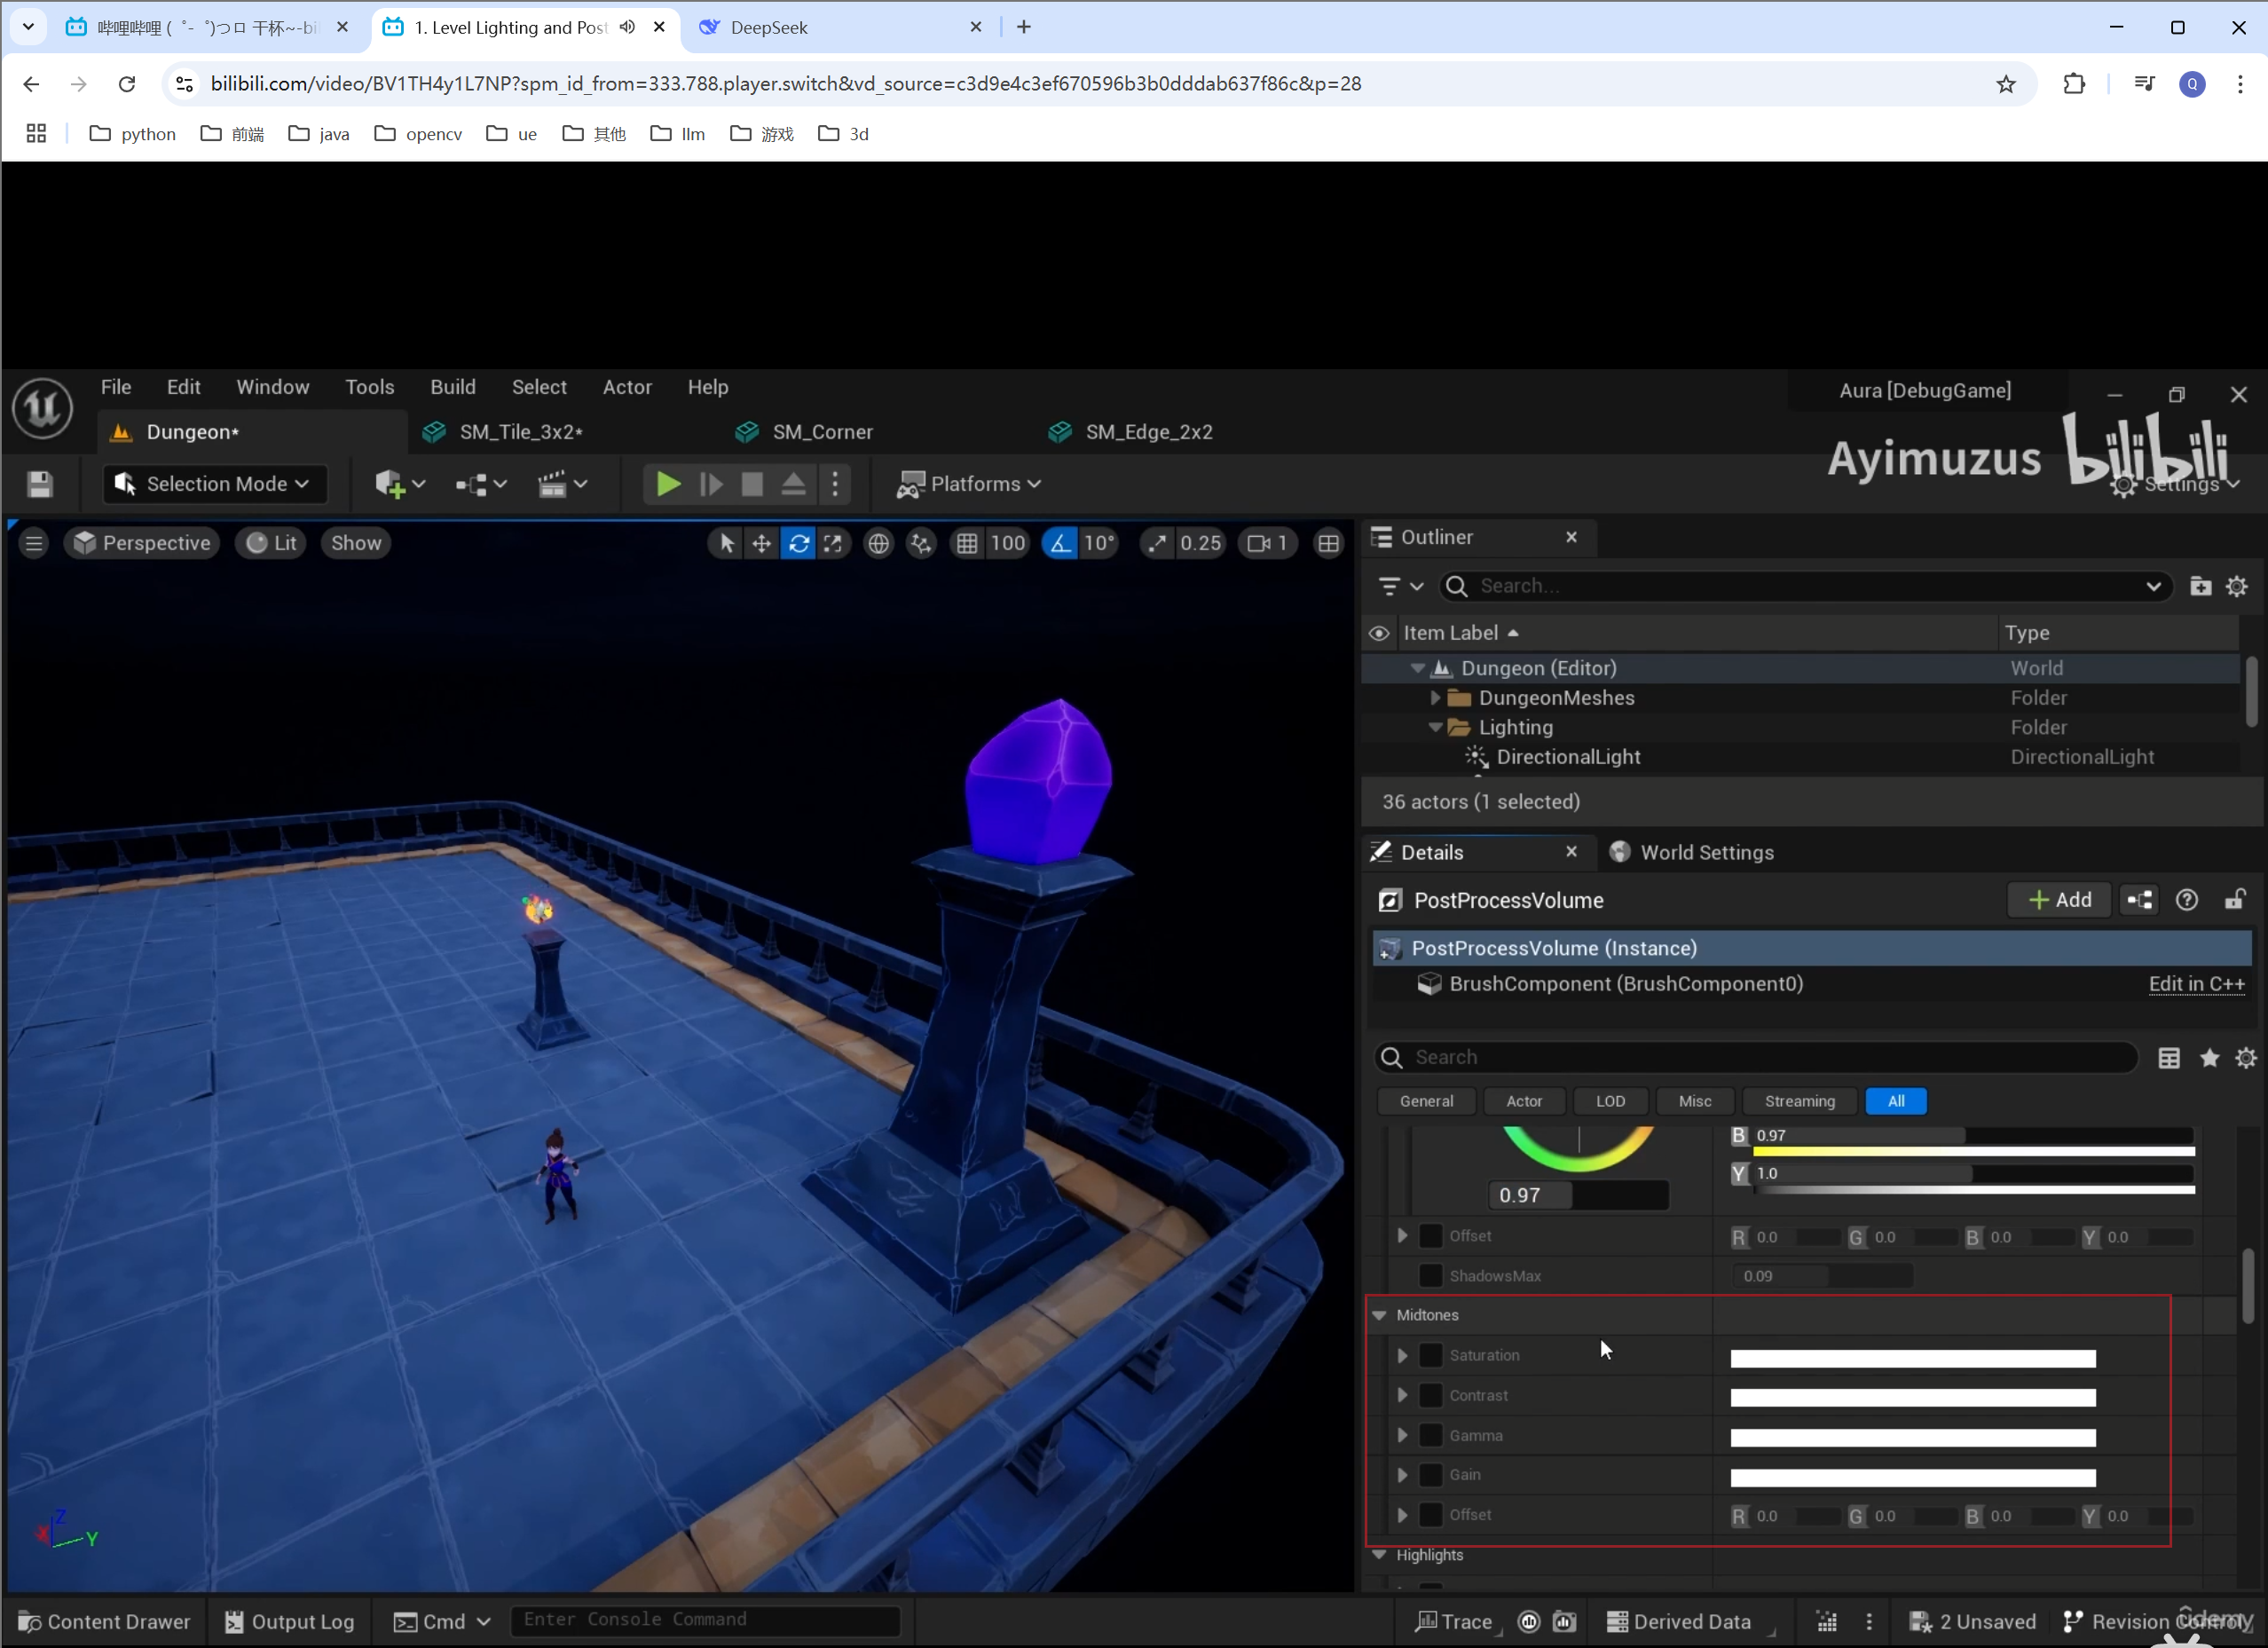 哔哩哔哩 (゜-゜)つロ 干杯~-bi
1. Level Lighting and Post
DeepSeek
bilibili.com/video/BV1TH4y1L7NP?spm_id_from=333.788.player.switch&vd_source=c3d9e4c3ef670596b3b0dddab637f86c&p=28
Q
python 前端 java opencv ue 其他 llm 游戏 3d
File Edit Window Tools Build Select Actor Help
Aura [DebugGame]
Dungeon* SM_Tile_3x2* SM_Corner SM_Edge_2x2
Ayimuzus bilibili
Selection Mode Platforms Settings
Perspective Lit Show 100 10° 0.25 1
Outliner
Search...
Item Label Type
Dungeon (Editor) World
DungeonMeshes Folder
Lighting Folder
DirectionalLight DirectionalLight
36 actors (1 selected)
Details World Settings
PostProcessVolume Add
PostProcessVolume (Instance)
BrushComponent (BrushComponent0) Edit in C++
Search
General Actor LOD Misc Streaming All
B 0.97
Y 1.0
0.97
Offset R 0.0 G 0.0 B 0.0 Y 0.0
ShadowsMax 0.09
Midtones
Saturation
Contrast
Gamma
Gain
Offset R 0.0 G 0.0 B 0.0 Y 0.0
Highlights
Z
X Y
Content Drawer Output Log Cmd Enter Console Command Trace Derived Data 2 Unsaved Revision Control
ûdemy